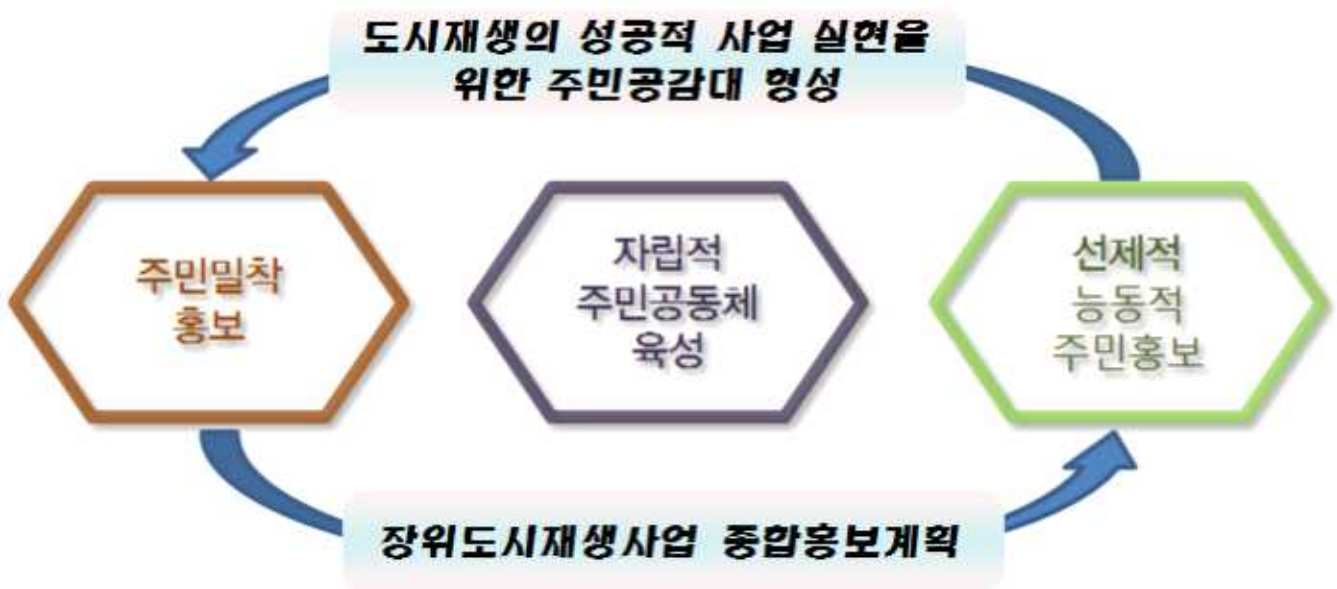 도시재생의 성공적 사업 실현을
위한 주민공감대 형성
주민밀착
홍보
자립적
주민공동체
육성
선제적
능동적
주민홍보
장위도시재생사업 종합홍보계획